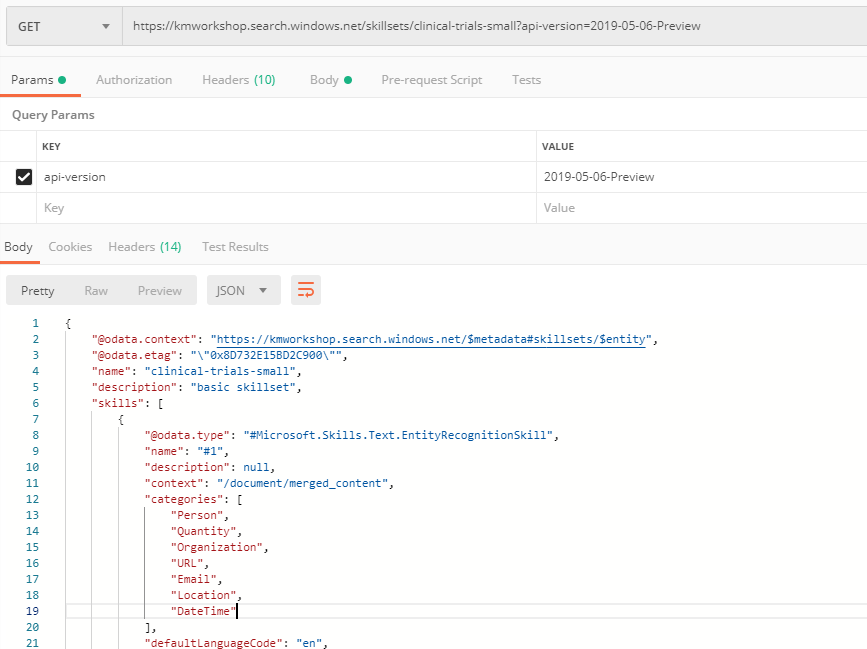 GET https://kmworkshop.search.windows.net/skillsets/clinical-trials-small?api-version=2019-05-06-Preview
Params Authorization Headers (10) Body Pre-request Script Tests
Query Params
KEY VALUE
api-version 2019-05-06-Preview
Key Value
Body Cookies Headers (14) Test Results
Pretty Raw Preview JSON
1 {
2 "@odata.context": "https://kmworkshop.search.windows.net/$metadata#skillsets/$entity",
3 "@odata.etag": "\"0x8D732E15BD2C900\"",
4 "name": "clinical-trials-small",
5 "description": "basic skillset",
6 "skills": [
7 {
8 "@odata.type": "#Microsoft.Skills.Text.EntityRecognitionSkill",
9 "name": "#1",
10 "description": null,
11 "context": "/document/merged_content",
12 "categories": [
13 "Person",
14 "Quantity",
15 "Organization",
16 "URL",
17 "Email",
18 "Location",
19 "DateTime"
20 ],
21 "defaultLanguageCode": "en",